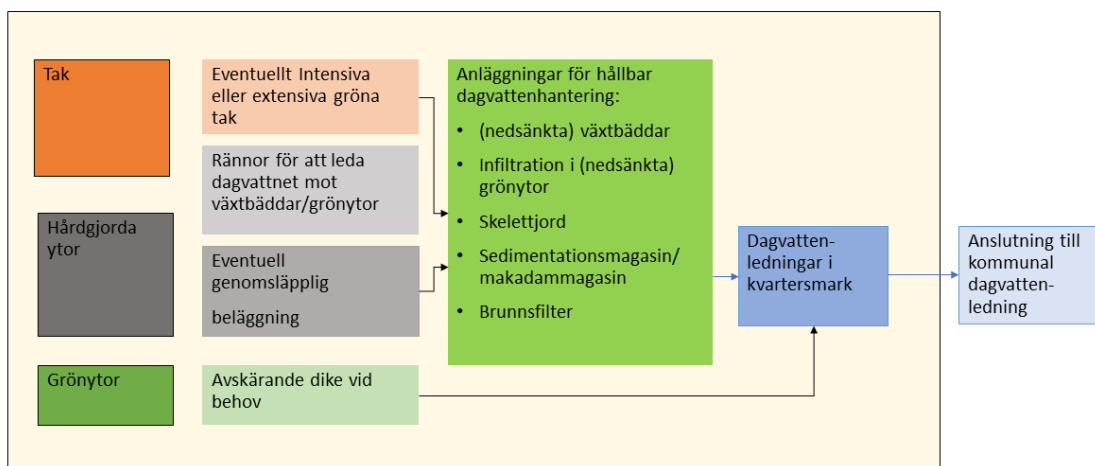 Tak
Eventuellt Intensiva
eller extensiva gröna
tak
Rännor för att leda
dagvattnet mot
växtbäddar/grönytor
Hårdgjorda
ytor
Eventuell
genomsläpplig
beläggning
Grönytor
Avskärande dike vid
behov
Anläggningar för hållbar
dagvattenhantering:
• (nedsänkta) växtbäddar
• Infiltration i (nedsänkta)
grönytor
• Skelettjord
• Sedimentationsmagasin/
makadammagasin
• Brunnsfilter
Dagvatten-
ledningar i
kvartersmark
Anslutning till
kommunal
dagvatten-
ledning